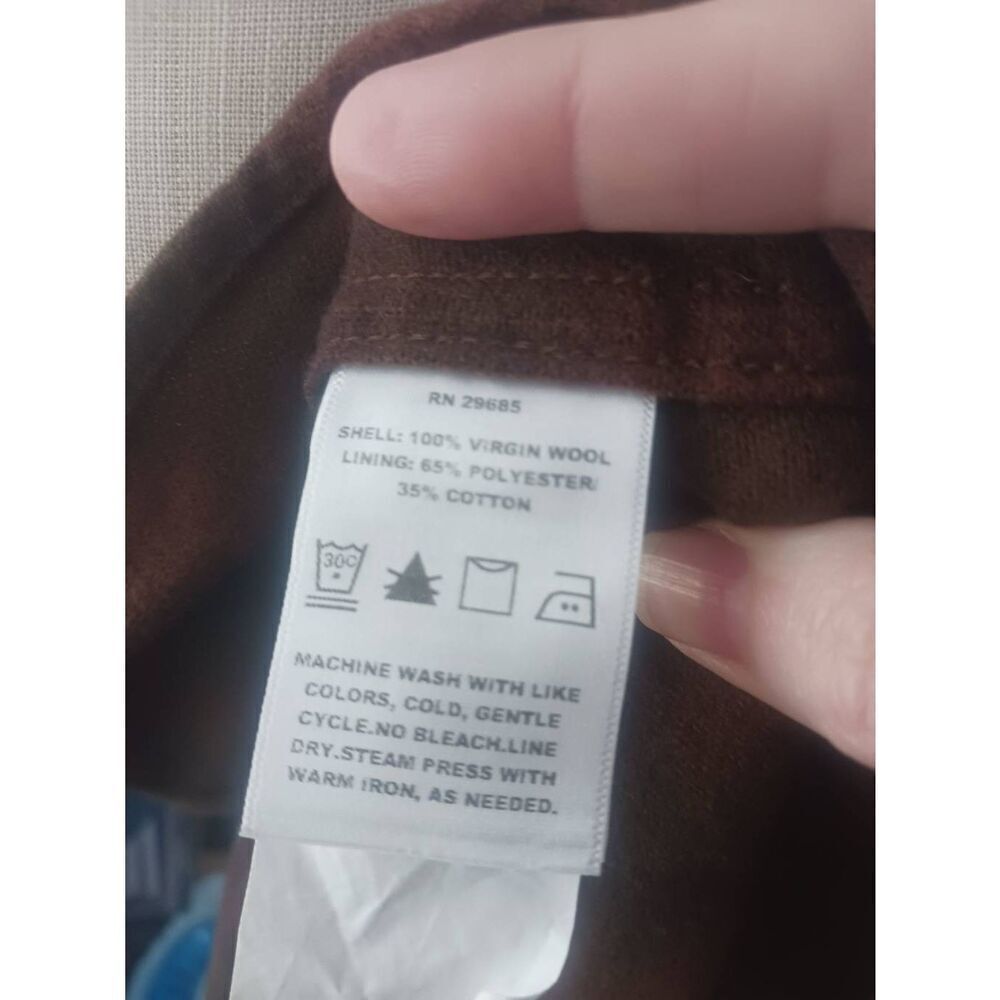 RN 29685
SHELL: 100% VIRGIN WOOL
LINING: 65% POLYESTER/
35% COTTON
30C
MACHINE WASH WITH LIKE
COLORS, COLD, GENTLE
CYCLE.NO BLEACH.LINE
DRY.STEAM PRESS WITH
WARM IRON, AS NEEDED.